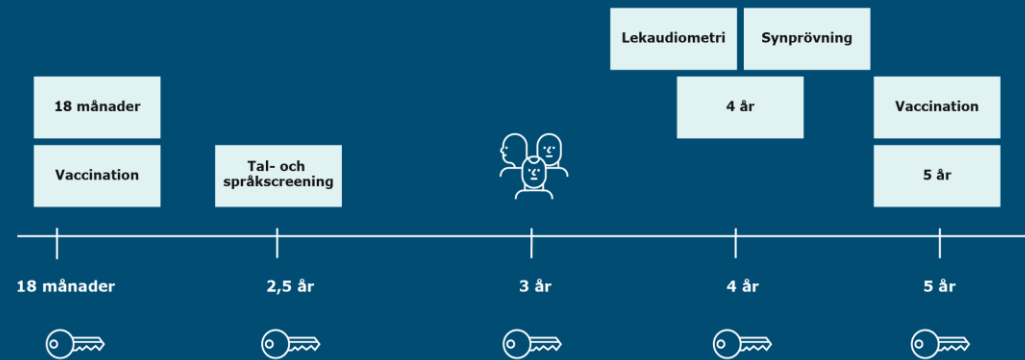 Lekaudiometri
Synprövning
18 månader
4 år
Vaccination
Vaccination
Tal- och
språkscreening
5 år
18 månader
2,5 år
3 år
4 år
5 år